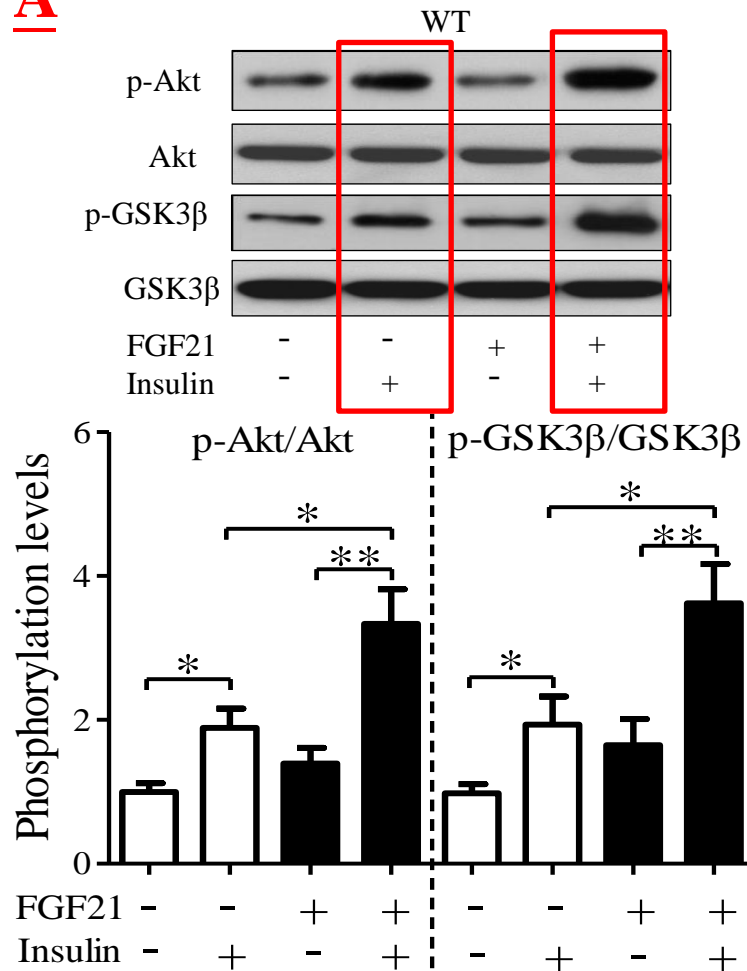 A
WT
p-Akt
Akt
p-GSK3β
GSK3β
FGF21 - - + +
Insulin - + - +
p-Akt/Akt p-GSK3β/GSK3β
Phosphorylation levels
6
4
2
0
* * ** * * **
FGF21 - - + + - - + +
Insulin - + - + - + - +